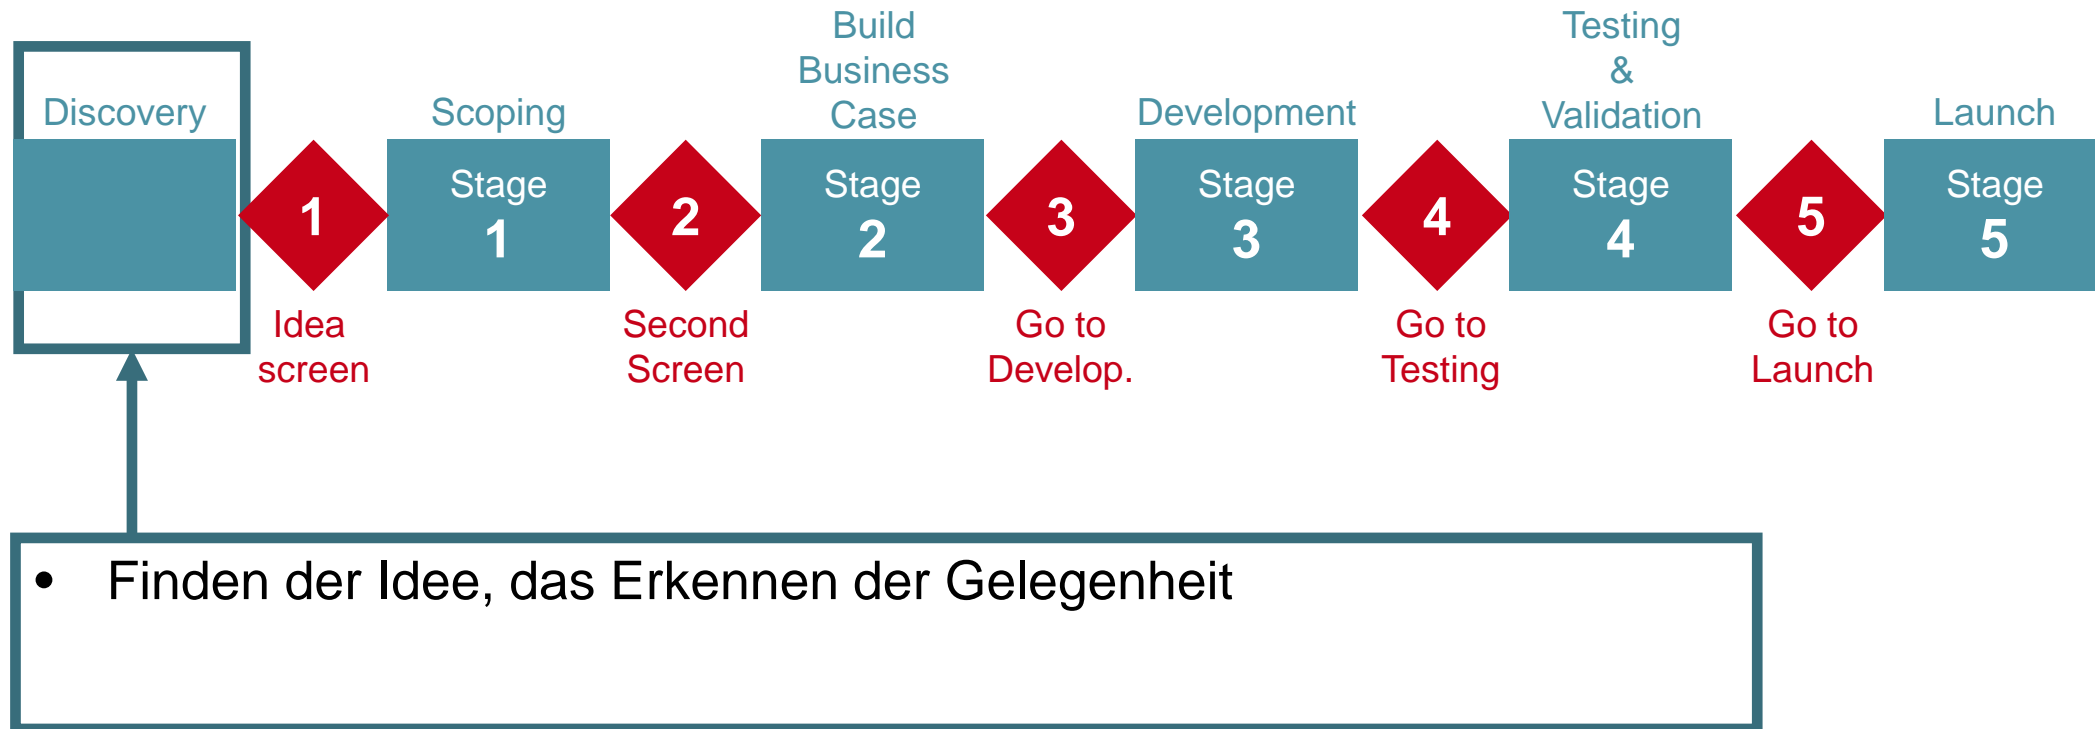 Discovery
1
Idea
screen
Scoping
Stage
1
2
Second
Screen
Build
Business
Case
Stage
2
3
Go to
Develop.
Development
Stage
3
4
Go to
Testing
Testing
&
Validation
Stage
4
5
Go to
Launch
Launch
Stage
5
• Finden der Idee, das Erkennen der Gelegenheit